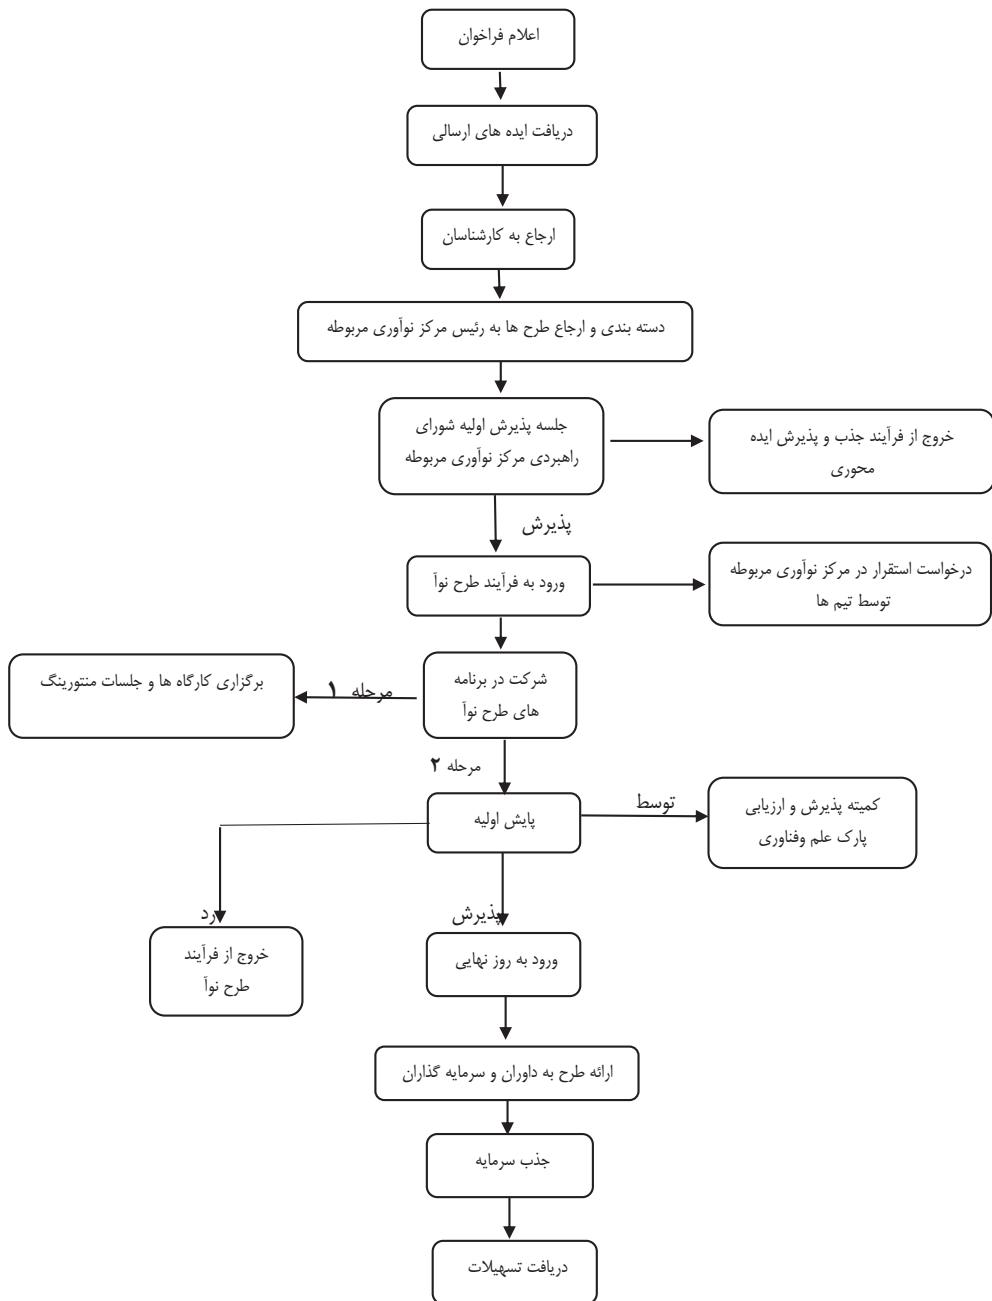 اعلام فراخوان
دریافت ایده های ارسالی
ارجاع به کارشناسان
دسته بندی و ارجاع طرح ها به رئیس مرکز نوآوری مربوطه
جلسه پذیرش اولیه شورای
راهبردی مرکز نوآوری مربوطه
خروج از فرآیند جذب و پذیرش ایده
محوری
پذیرش
ورود به فرآیند طرح نوآ
درخواست استقرار در مرکز نوآوری مربوطه
توسط تیم ها
شرکت در برنامه
های طرح نوآ
مرحله ۱
برگزاری کارگاه ها و جلسات منتورینگ
مرحله ۲
پایش اولیه
توسط
کمیته پذیرش و ارزیابی
پارک علم وفناوری
رد
خروج از فرآیند
طرح نوآ
پذیرش
ورود به روز نهایی
ارائه طرح به داوران و سرمایه گذاران
جذب سرمایه
دریافت تسهیلات